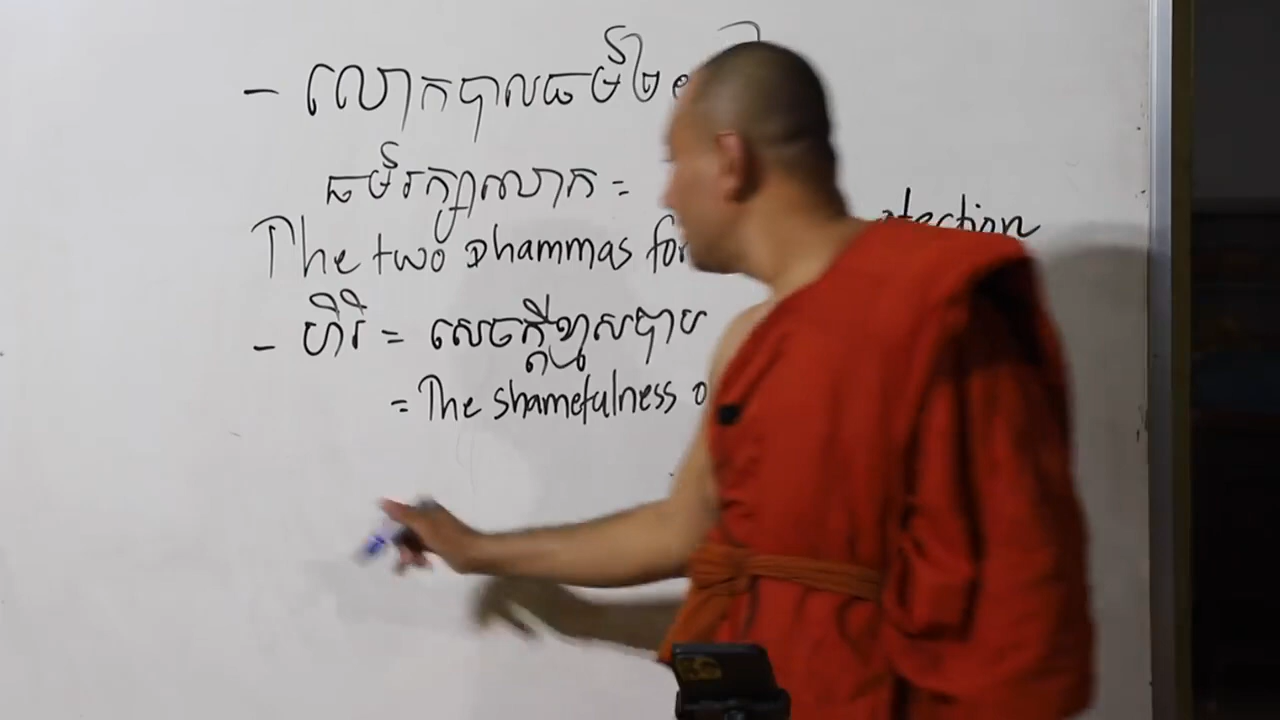 - លោកបាលធម៌២
ធម៌រក្សាលោក =
The two Dhammas for
- ហិរិ = សេចក្ដីខ្មាសបាប
= The shamefulness